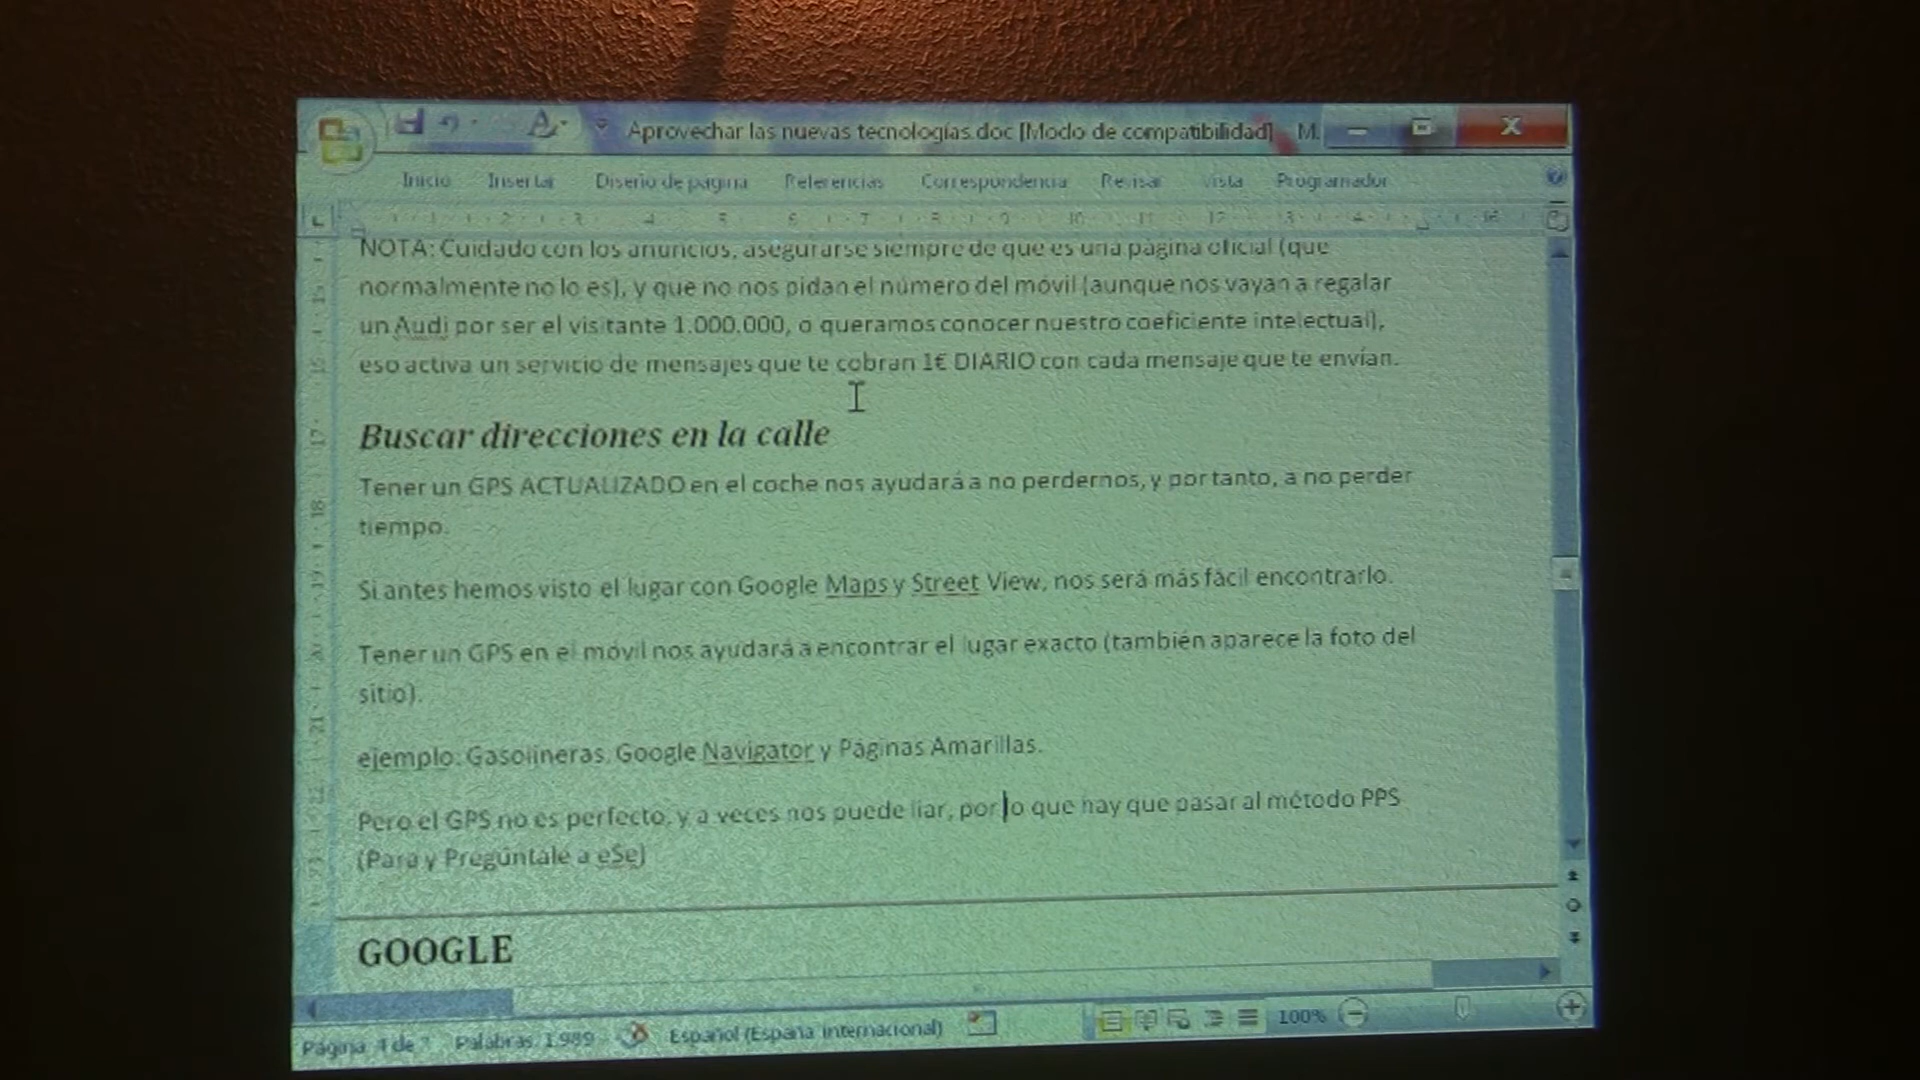 Aprovechar las nuevas tecnologías.doc [Modo de compatibilidad] M.
Inicio Insertar Diseño de página Referencias Correspondencia Revisar Vista Programador
NOTA: Cuidado con los anuncios, asegurarse siempre de que es una página oficial (que
normalmente no lo es), y que no nos pidan el número del móvil (aunque nos vayan a regalar
un Audi por ser el visitante 1.000.000, o queramos conocer nuestro coeficiente intelectual),
eso activa un servicio de mensajes que te cobran 1€ DIARIO con cada mensaje que te envían.
Buscar direcciones en la calle
Tener un GPS ACTUALIZADO en el coche nos ayudará a no perdernos, y por tanto, a no perder
tiempo.
Si antes hemos visto el lugar con Google Maps y Street View, nos será más fácil encontrarlo.
Tener un GPS en el móvil nos ayudará a encontrar el lugar exacto (también aparece la foto del
sitio).
ejemplo: Gasolineras, Google Navigator y Páginas Amarillas.
Pero el GPS no es perfecto, y a veces nos puede liar, por lo que hay que pasar al método PPS
(Para y Pregúntale a eSe)
GOOGLE
Página: 4 de 7 Palabras: 1.989 Español (España, internacional) 100%